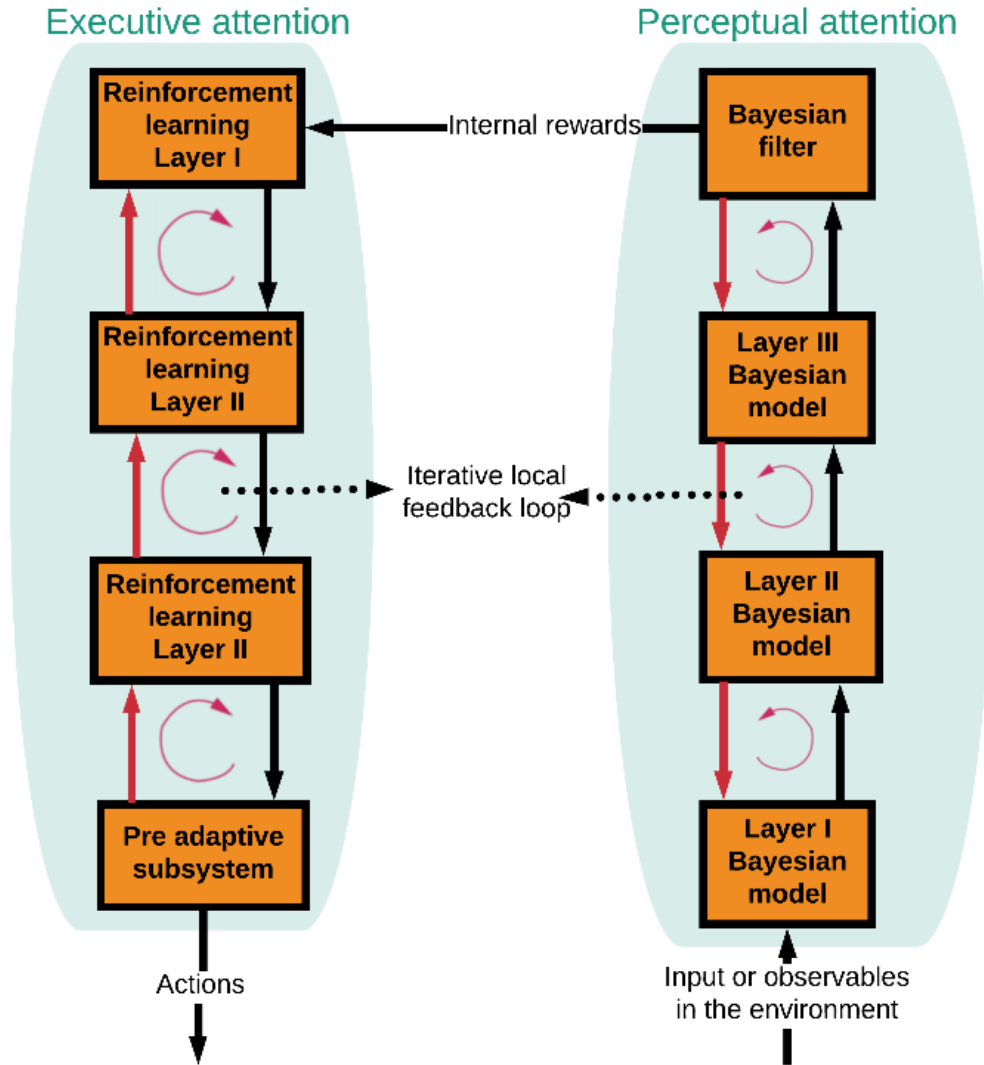 Executive attention
Perceptual attention
Reinforcement
learning
Layer I
Internal rewards
Bayesian
filter
Reinforcement
learning
Layer II
Layer III
Bayesian
model
Iterative local
feedback loop
Reinforcement
learning
Layer II
Layer II
Bayesian
model
Pre adaptive
subsystem
Layer I
Bayesian
model
Actions
Input or observables
in the environment